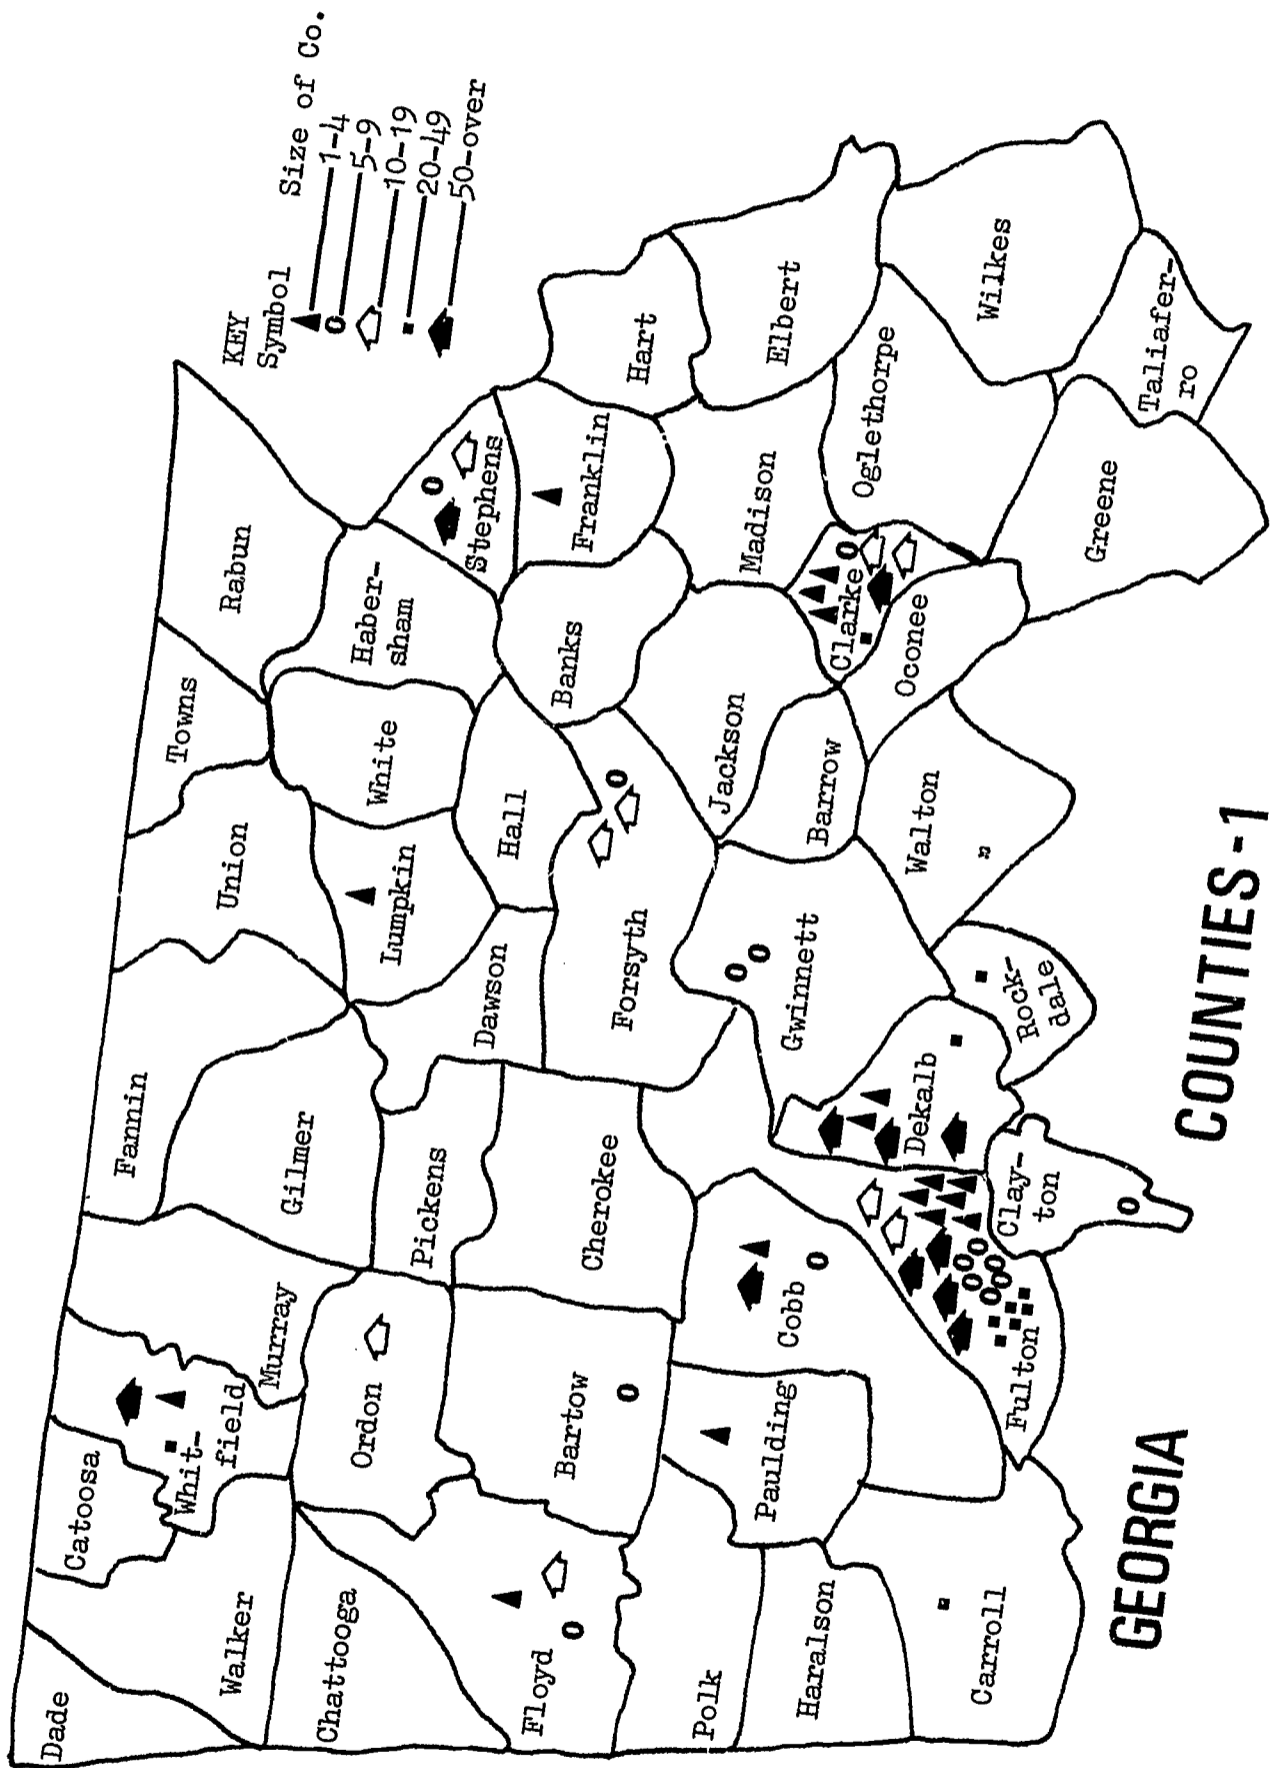 KEY
Symbol Size of Co.
1-4
5-9
10-19
20-49
50-over
Dade
Walker
Catoosa
Whit-
field
Murray
Fannin
Union
Towns
Rabun
Chattooga
Ordon
Gilmer
Lumpkin
White
Haber-
sham
Stephens
Floyd
Bartow
Pickens
Cherokee
Dawson
Forsyth
Hall
Banks
Franklin
Hart
Polk
Paulding
Cobb
Gwinnett
Jackson
Barrow
Madison
Elbert
Haralson
Carroll
Fulton
Dekalb
Clay-
ton
Rock-
dale
Walton
Clarke
Oconee
Oglethorpe
Wilkes
Greene
Taliafer-
ro
GEORGIA COUNTIES-1